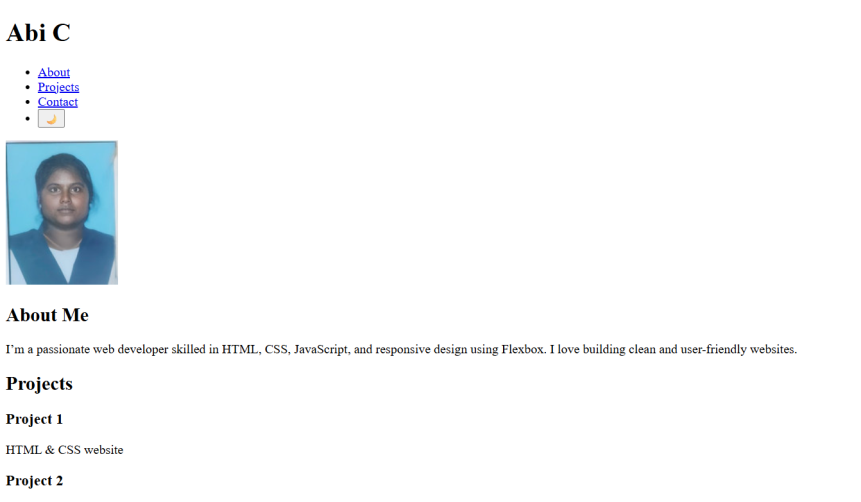 Abi C
About
Projects
Contact
🌙
About Me
I’m a passionate web developer skilled in HTML, CSS, JavaScript, and responsive design using Flexbox. I love building clean and user-friendly websites.
Projects
Project 1
HTML & CSS website
Project 2